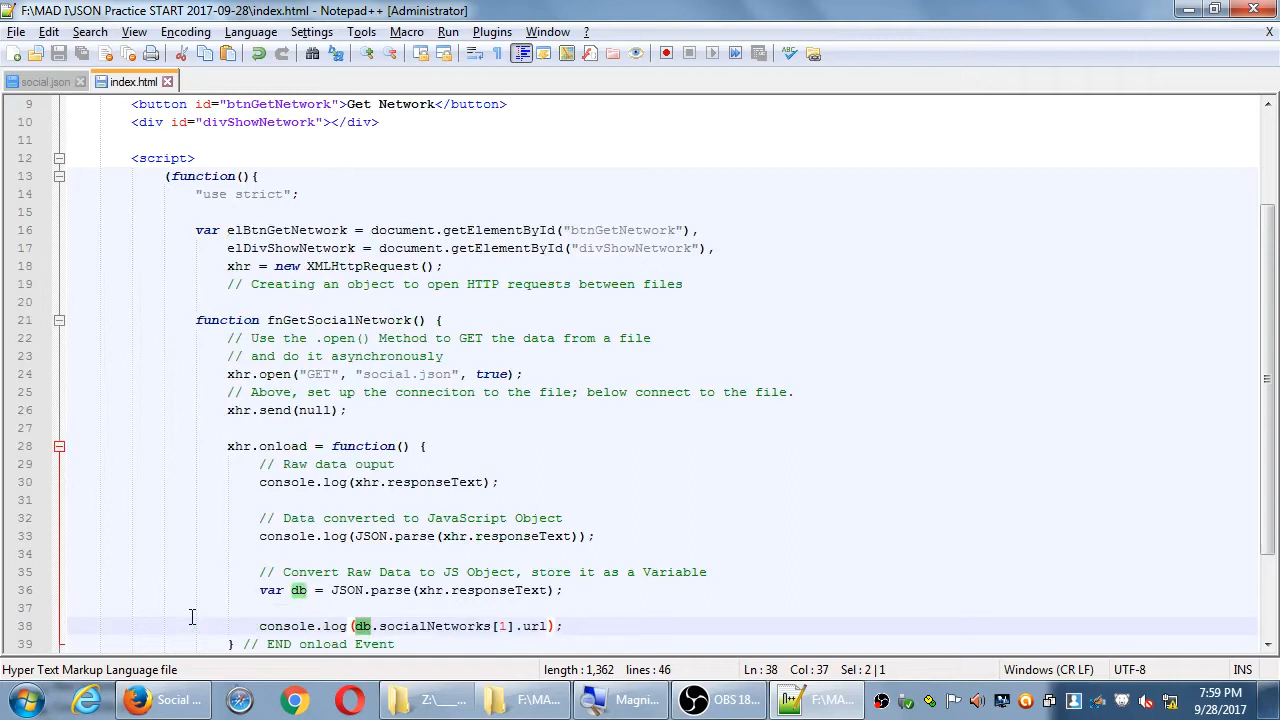 F:\MAD I\JSON Practice START 2017-09-28\index.html - Notepad++ [Administrator]
File Edit Search View Encoding Language Settings Tools Macro Run Plugins Window ? X
social.json index.html
9 <button id="btnGetNetwork">Get Network</button>
10 <div id="divShowNetwork"></div>
11
12 <script>
13 (function(){
14 "use strict";
15
16 var elBtnGetNetwork = document.getElementById("btnGetNetwork"),
17 elDivShowNetwork = document.getElementById("divShowNetwork"),
18 xhr = new XMLHttpRequest();
19 // Creating an object to open HTTP requests between files
20
21 function fnGetSocialNetwork() {
22 // Use the .open() Method to GET the data from a file
23 // and do it asynchronously
24 xhr.open("GET", "social.json", true);
25 // Above, set up the conneciton to the file; below connect to the file.
26 xhr.send(null);
27
28 xhr.onload = function() {
29 // Raw data ouput
30 console.log(xhr.responseText);
31
32 // Data converted to JavaScript Object
33 console.log(JSON.parse(xhr.responseText));
34
35 // Convert Raw Data to JS Object, store it as a Variable
36 var db = JSON.parse(xhr.responseText);
37
38 console.log(db.socialNetworks[1].url);
39 } // END onload Event
Hyper Text Markup Language file length : 1,362 lines : 46 Ln : 38 Col : 37 Sel : 2 | 1 Windows (CR LF) UTF-8 INS
Social ... Z:\___... F:\MA... Magni... OBS 18... F:\MA... 7:59 PM
9/28/2017